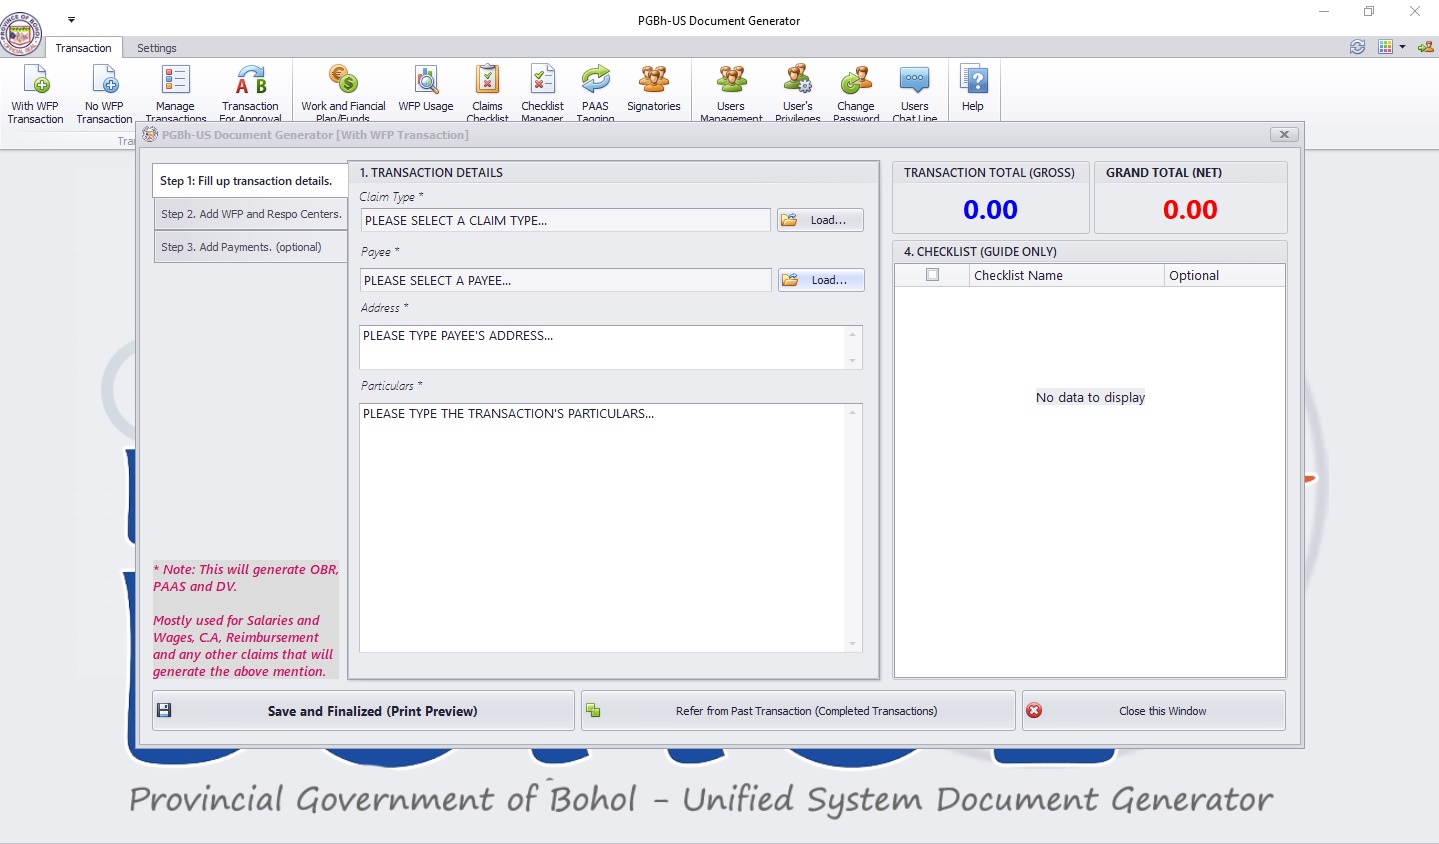 PGBh-US Document Generator
PROVINCE OF BOHOL
OFFICIAL SEAL
Transaction
Settings
With WFP
Transaction
No WFP
Transaction
Manage
Transactions
Transaction
For Approval
Work and Fiancial
Plan/Funds
WFP Usage
Claims
Checklist
Checklist
Manager
PAAS
Tagging
Signatories
Users
Management
User's
Privileges
Change
Password
Users
Chat Line
Help
Tra
PGBh-US Document Generator [With WFP Transaction]
Step 1: Fill up transaction details.
Step 2. Add WFP and Respo Centers.
Step 3. Add Payments. (optional)
* Note: This will generate OBR,
PAAS and DV.
Mostly used for Salaries and
Wages, C.A, Reimbursement
and any other claims that will
generate the above mention.
1. TRANSACTION DETAILS
Claim Type *
PLEASE SELECT A CLAIM TYPE...
Load...
Payee *
PLEASE SELECT A PAYEE...
Load...
Address *
PLEASE TYPE PAYEE'S ADDRESS...
Particulars *
PLEASE TYPE THE TRANSACTION'S PARTICULARS...
TRANSACTION TOTAL (GROSS)
0.00
GRAND TOTAL (NET)
0.00
4. CHECKLIST (GUIDE ONLY)
Checklist Name
Optional
No data to display
Save and Finalized (Print Preview)
Refer from Past Transaction (Completed Transactions)
Close this Window
Provincial Government of Bohol - Unified System Document Generator